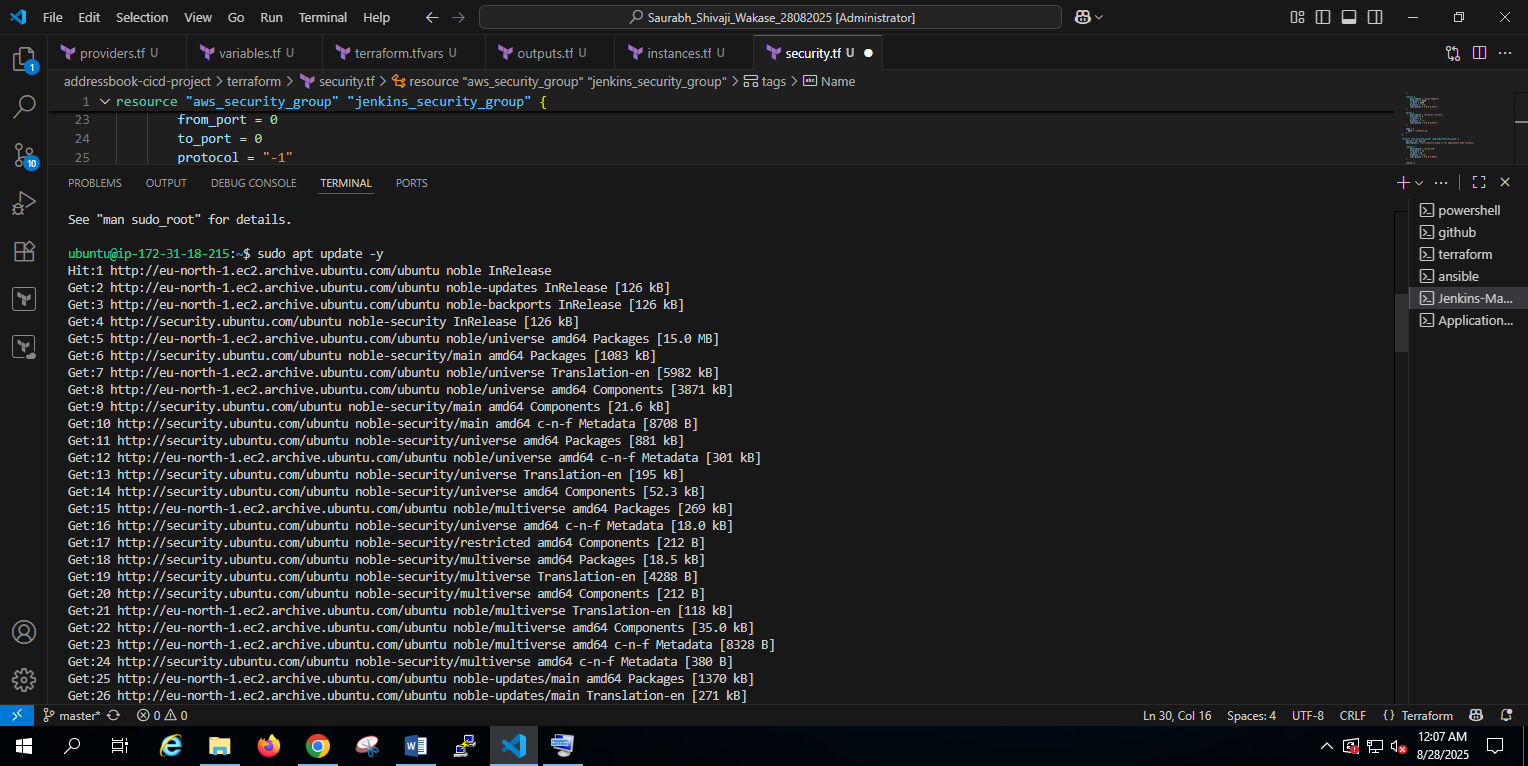 File Edit Selection View Go Run Terminal Help
Saurabh_Shivaji_Wakase_28082025 [Administrator]
providers.tf U variables.tf U terraform.tfvars U outputs.tf U instances.tf U security.tf U
addressbook-cicd-project > terraform > security.tf > resource "aws_security_group" "jenkins_security_group" > tags > Name
1 resource "aws_security_group" "jenkins_security_group" {
23 from_port = 0
24 to_port = 0
25 protocol = "-1"
PROBLEMS OUTPUT DEBUG CONSOLE TERMINAL PORTS
See "man sudo_root" for details.
ubuntu@ip-172-31-18-215:~$ sudo apt update -y
Hit:1 http://eu-north-1.ec2.archive.ubuntu.com/ubuntu noble InRelease
Get:2 http://eu-north-1.ec2.archive.ubuntu.com/ubuntu noble-updates InRelease [126 kB]
Get:3 http://eu-north-1.ec2.archive.ubuntu.com/ubuntu noble-backports InRelease [126 kB]
Get:4 http://security.ubuntu.com/ubuntu noble-security InRelease [126 kB]
Get:5 http://eu-north-1.ec2.archive.ubuntu.com/ubuntu noble/universe amd64 Packages [15.0 MB]
Get:6 http://security.ubuntu.com/ubuntu noble-security/main amd64 Packages [1083 kB]
Get:7 http://eu-north-1.ec2.archive.ubuntu.com/ubuntu noble/universe Translation-en [5982 kB]
Get:8 http://eu-north-1.ec2.archive.ubuntu.com/ubuntu noble/universe amd64 Components [3871 kB]
Get:9 http://security.ubuntu.com/ubuntu noble-security/main amd64 Components [21.6 kB]
Get:10 http://security.ubuntu.com/ubuntu noble-security/main amd64 c-n-f Metadata [8708 B]
Get:11 http://security.ubuntu.com/ubuntu noble-security/universe amd64 Packages [881 kB]
Get:12 http://eu-north-1.ec2.archive.ubuntu.com/ubuntu noble/universe amd64 c-n-f Metadata [301 kB]
Get:13 http://security.ubuntu.com/ubuntu noble-security/universe Translation-en [195 kB]
Get:14 http://security.ubuntu.com/ubuntu noble-security/universe amd64 Components [52.3 kB]
Get:15 http://eu-north-1.ec2.archive.ubuntu.com/ubuntu noble/multiverse amd64 Packages [269 kB]
Get:16 http://security.ubuntu.com/ubuntu noble-security/universe amd64 c-n-f Metadata [18.0 kB]
Get:17 http://security.ubuntu.com/ubuntu noble-security/restricted amd64 Components [212 B]
Get:18 http://security.ubuntu.com/ubuntu noble-security/multiverse amd64 Packages [18.5 kB]
Get:19 http://security.ubuntu.com/ubuntu noble-security/multiverse Translation-en [4288 B]
Get:20 http://security.ubuntu.com/ubuntu noble-security/multiverse amd64 Components [212 B]
Get:21 http://eu-north-1.ec2.archive.ubuntu.com/ubuntu noble/multiverse Translation-en [118 kB]
Get:22 http://eu-north-1.ec2.archive.ubuntu.com/ubuntu noble/multiverse amd64 Components [35.0 kB]
Get:23 http://eu-north-1.ec2.archive.ubuntu.com/ubuntu noble/multiverse amd64 c-n-f Metadata [8328 B]
Get:24 http://security.ubuntu.com/ubuntu noble-security/multiverse amd64 c-n-f Metadata [380 B]
Get:25 http://eu-north-1.ec2.archive.ubuntu.com/ubuntu noble-updates/main amd64 Packages [1370 kB]
Get:26 http://eu-north-1.ec2.archive.ubuntu.com/ubuntu noble-updates/main Translation-en [271 kB]
powershell
github
terraform
ansible
Jenkins-Ma...
Application...
1
10
master* 0 0 Ln 30, Col 16 Spaces: 4 UTF-8 CRLF {} Terraform
12:07 AM
8/28/2025